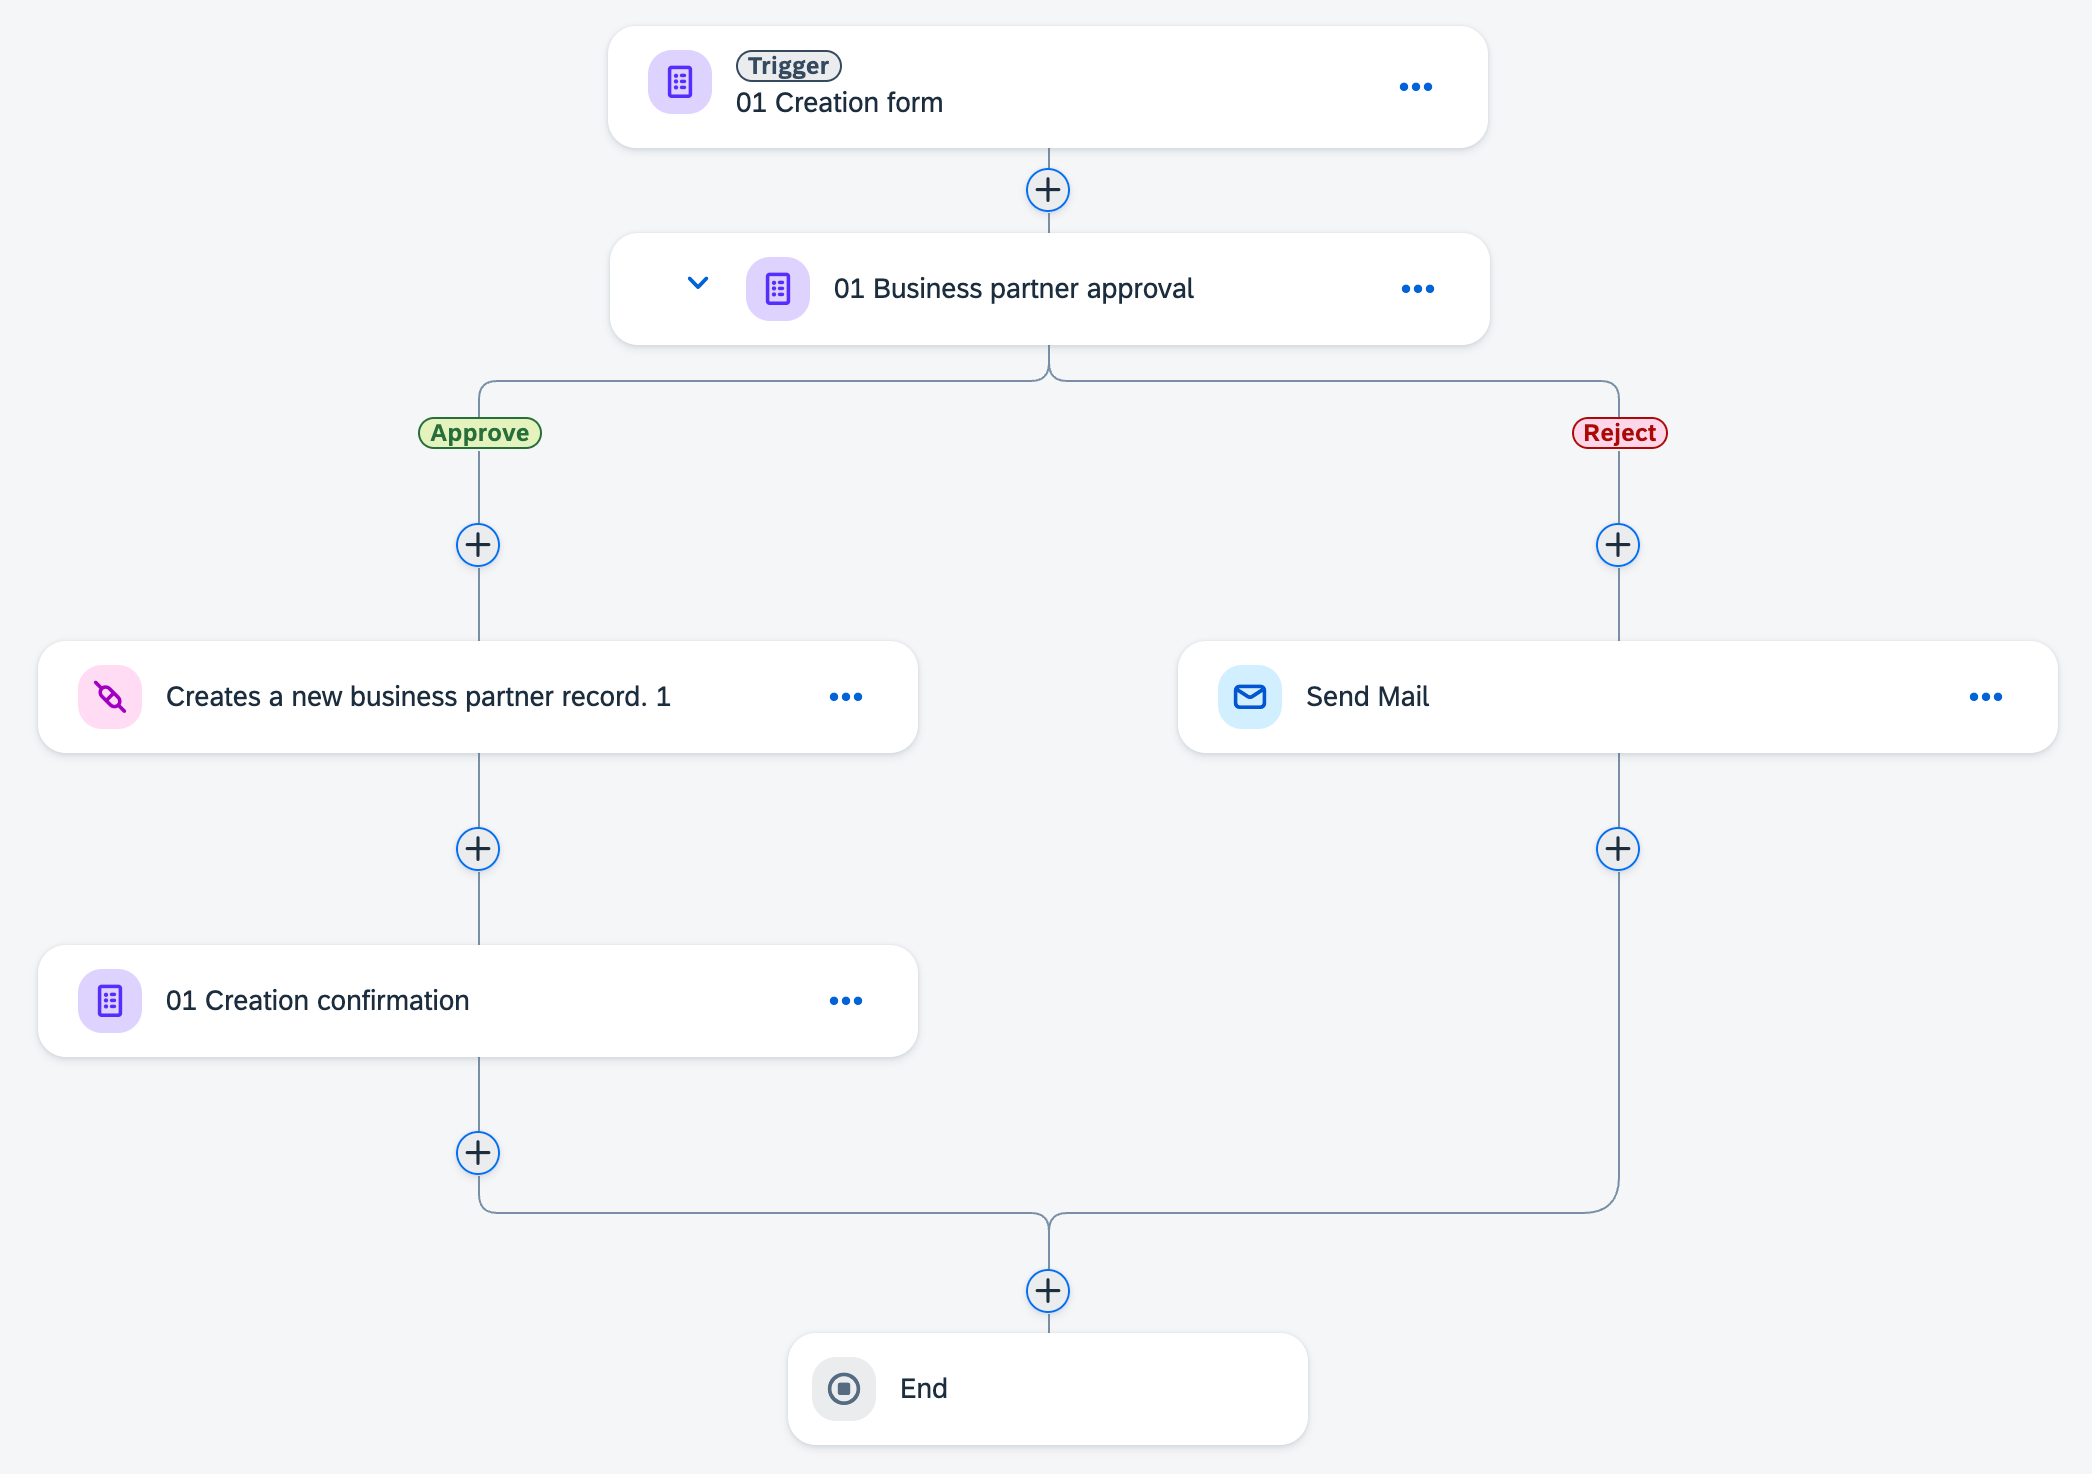 Trigger
01 Creation form
01 Business partner approval
Approve
Reject
Creates a new business partner record. 1
Send Mail
01 Creation confirmation
End